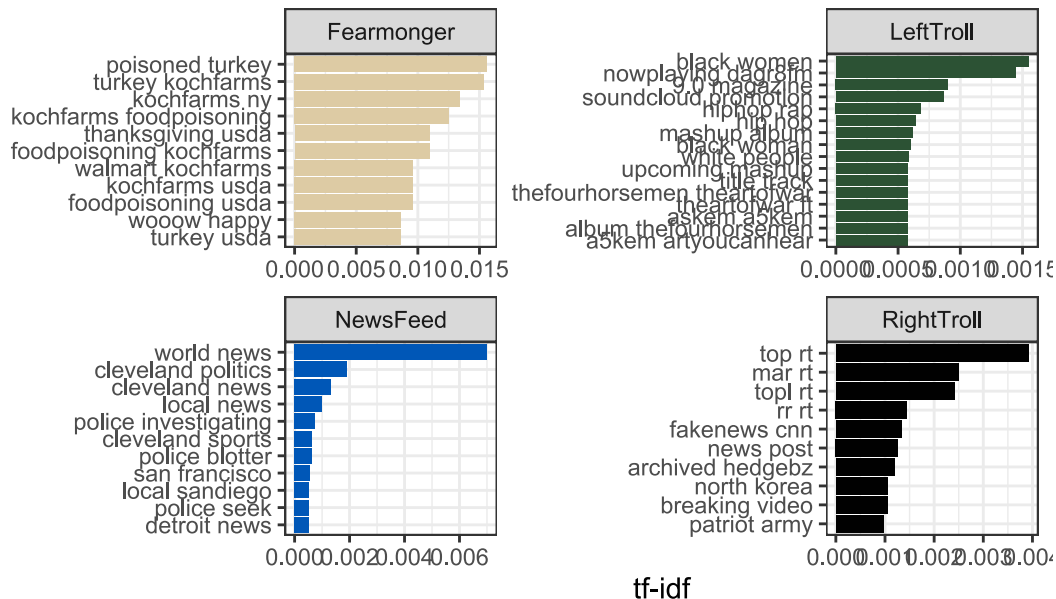 Fearmonger
poisoned turkey
turkey kochfarms
kochfarms ny
kochfarms foodpoisoning
thanksgiving usda
foodpoisoning kochfarms
walmart kochfarms
kochfarms usda
foodpoisoning usda
wooow happy
turkey usda
0.000 0.005 0.010 0.015
LeftTroll
black women
nowplaying dagr8fm
9.0 magazine
soundcloud promotion
hiphop rap
hip hop
mashup album
black woman
white people
upcoming mashup
title track
thefourhorsemen theartofwar
theartofwar ft
askem a5kem
album thefourhorsemen
a5kem artyoucanhear
0.0000 0.0005 0.0010 0.0015
NewsFeed
world news
cleveland politics
cleveland news
local news
police investigating
cleveland sports
police blotter
san francisco
local sandiego
police seek
detroit news
0.000 0.002 0.004 0.006
RightTroll
top rt
mar rt
topl rt
rr rt
fakenews cnn
news post
archived hedgebz
north korea
breaking video
patriot army
0.000 0.001 0.002 0.003 0.004
tf-idf